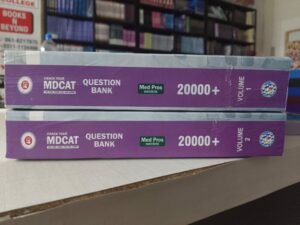 COLLEGE
BOOKS
N
BEYOND
CRACK YOUR
MDCAT
QUESTION
BANK
Med Pros
20000+
VOLUME
1
CRACK YOUR
MDCAT
QUESTION
BANK
Med Pros
20000+
VOLUME
2